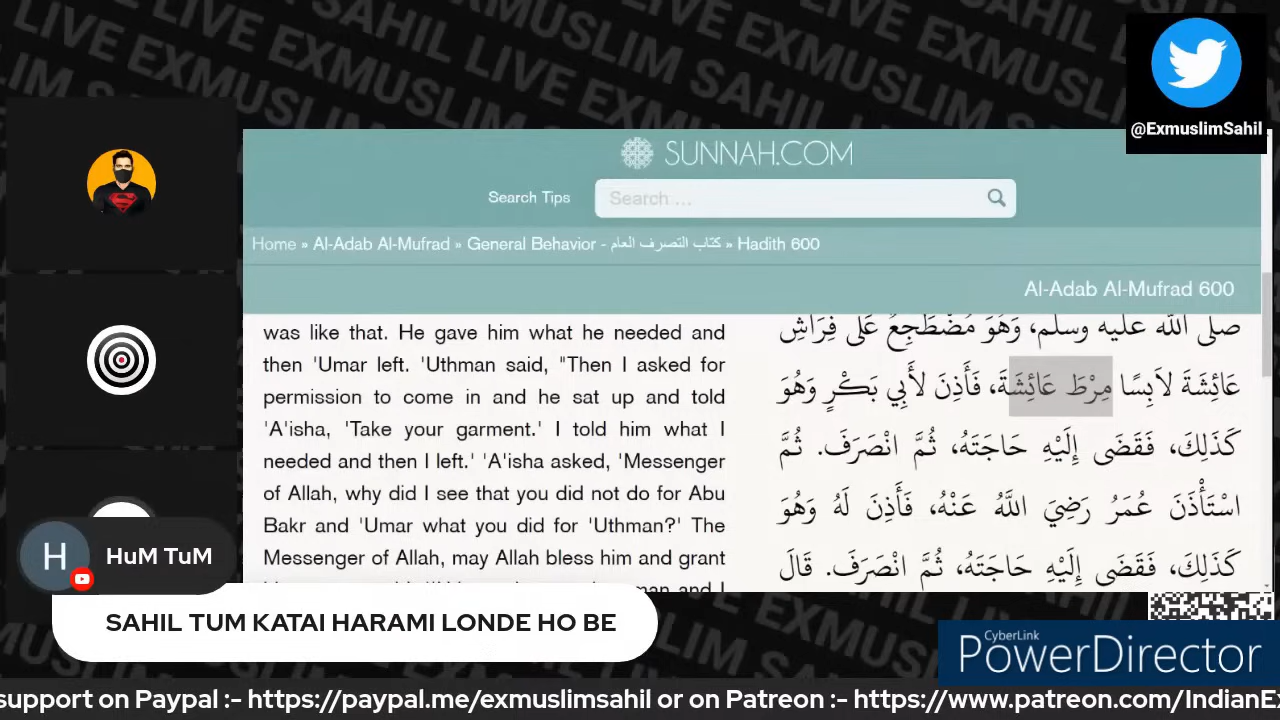 LIVE EXMUSLIM SAHIL LIVE EXMUSLIM SAHIL
@ExmuslimSahil
SUNNAH.COM
Search Tips
Search ...
Home » Al-Adab Al-Mufrad » General Behavior - كتاب التصرف العام » Hadith 600
Al-Adab Al-Mufrad 600
was like that. He gave him what he needed and
then 'Umar left. 'Uthman said, "Then I asked for
permission to come in and he sat up and told
'A'isha, 'Take your garment.' I told him what I
needed and then I left.' 'A'isha asked, 'Messenger
of Allah, why did I see that you did not do for Abu
Bakr and 'Umar what you did for 'Uthman?' The
Messenger of Allah, may Allah bless him and grant
صلى الله عليه وسلم، وَهُوَ مُضْطَجِعٌ عَلَى فِرَاشِ
عَائِشَةَ لاَبِسًا مِرْطَ عَائِشَةَ، فَأَذِنَ لأَبِي بَكْرٍ وَهُوَ
كَذَلِكَ، فَقَضَى إِلَيْهِ حَاجَتَهُ، ثُمَّ انْصَرَفَ. ثُمَّ
اسْتَأْذَنَ عُمَرُ رَضِيَ اللَّهُ عَنْهُ، فَأَذِنَ لَهُ وَهُوَ
كَذَلِكَ، فَقَضَى إِلَيْهِ حَاجَتَهُ، ثُمَّ انْصَرَفَ. قَالَ
H
HuM TuM
SAHIL TUM KATAI HARAMI LONDE HO BE
CyberLink
PowerDirector
support on Paypal :- https://paypal.me/exmuslimsahil or on Patreon :- https://www.patreon.com/IndianEx